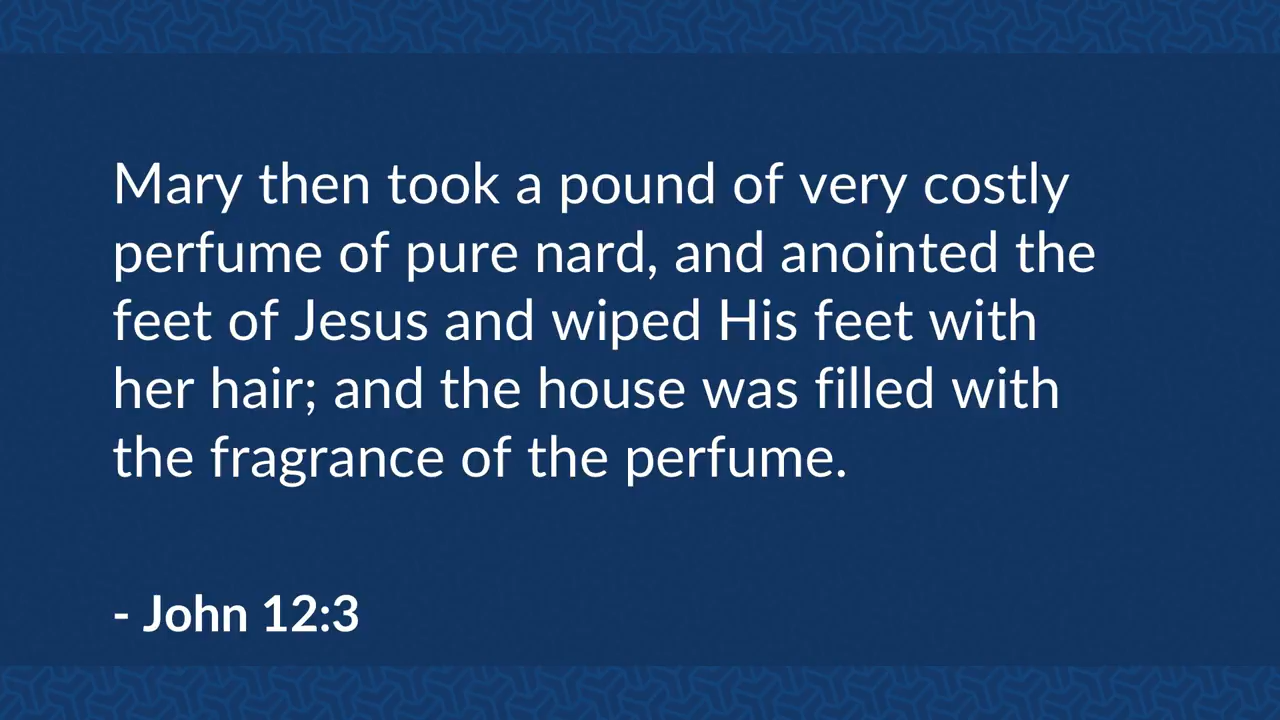 Mary then took a pound of very costly
perfume of pure nard, and anointed the
feet of Jesus and wiped His feet with
her hair; and the house was filled with
the fragrance of the perfume.
- John 12:3